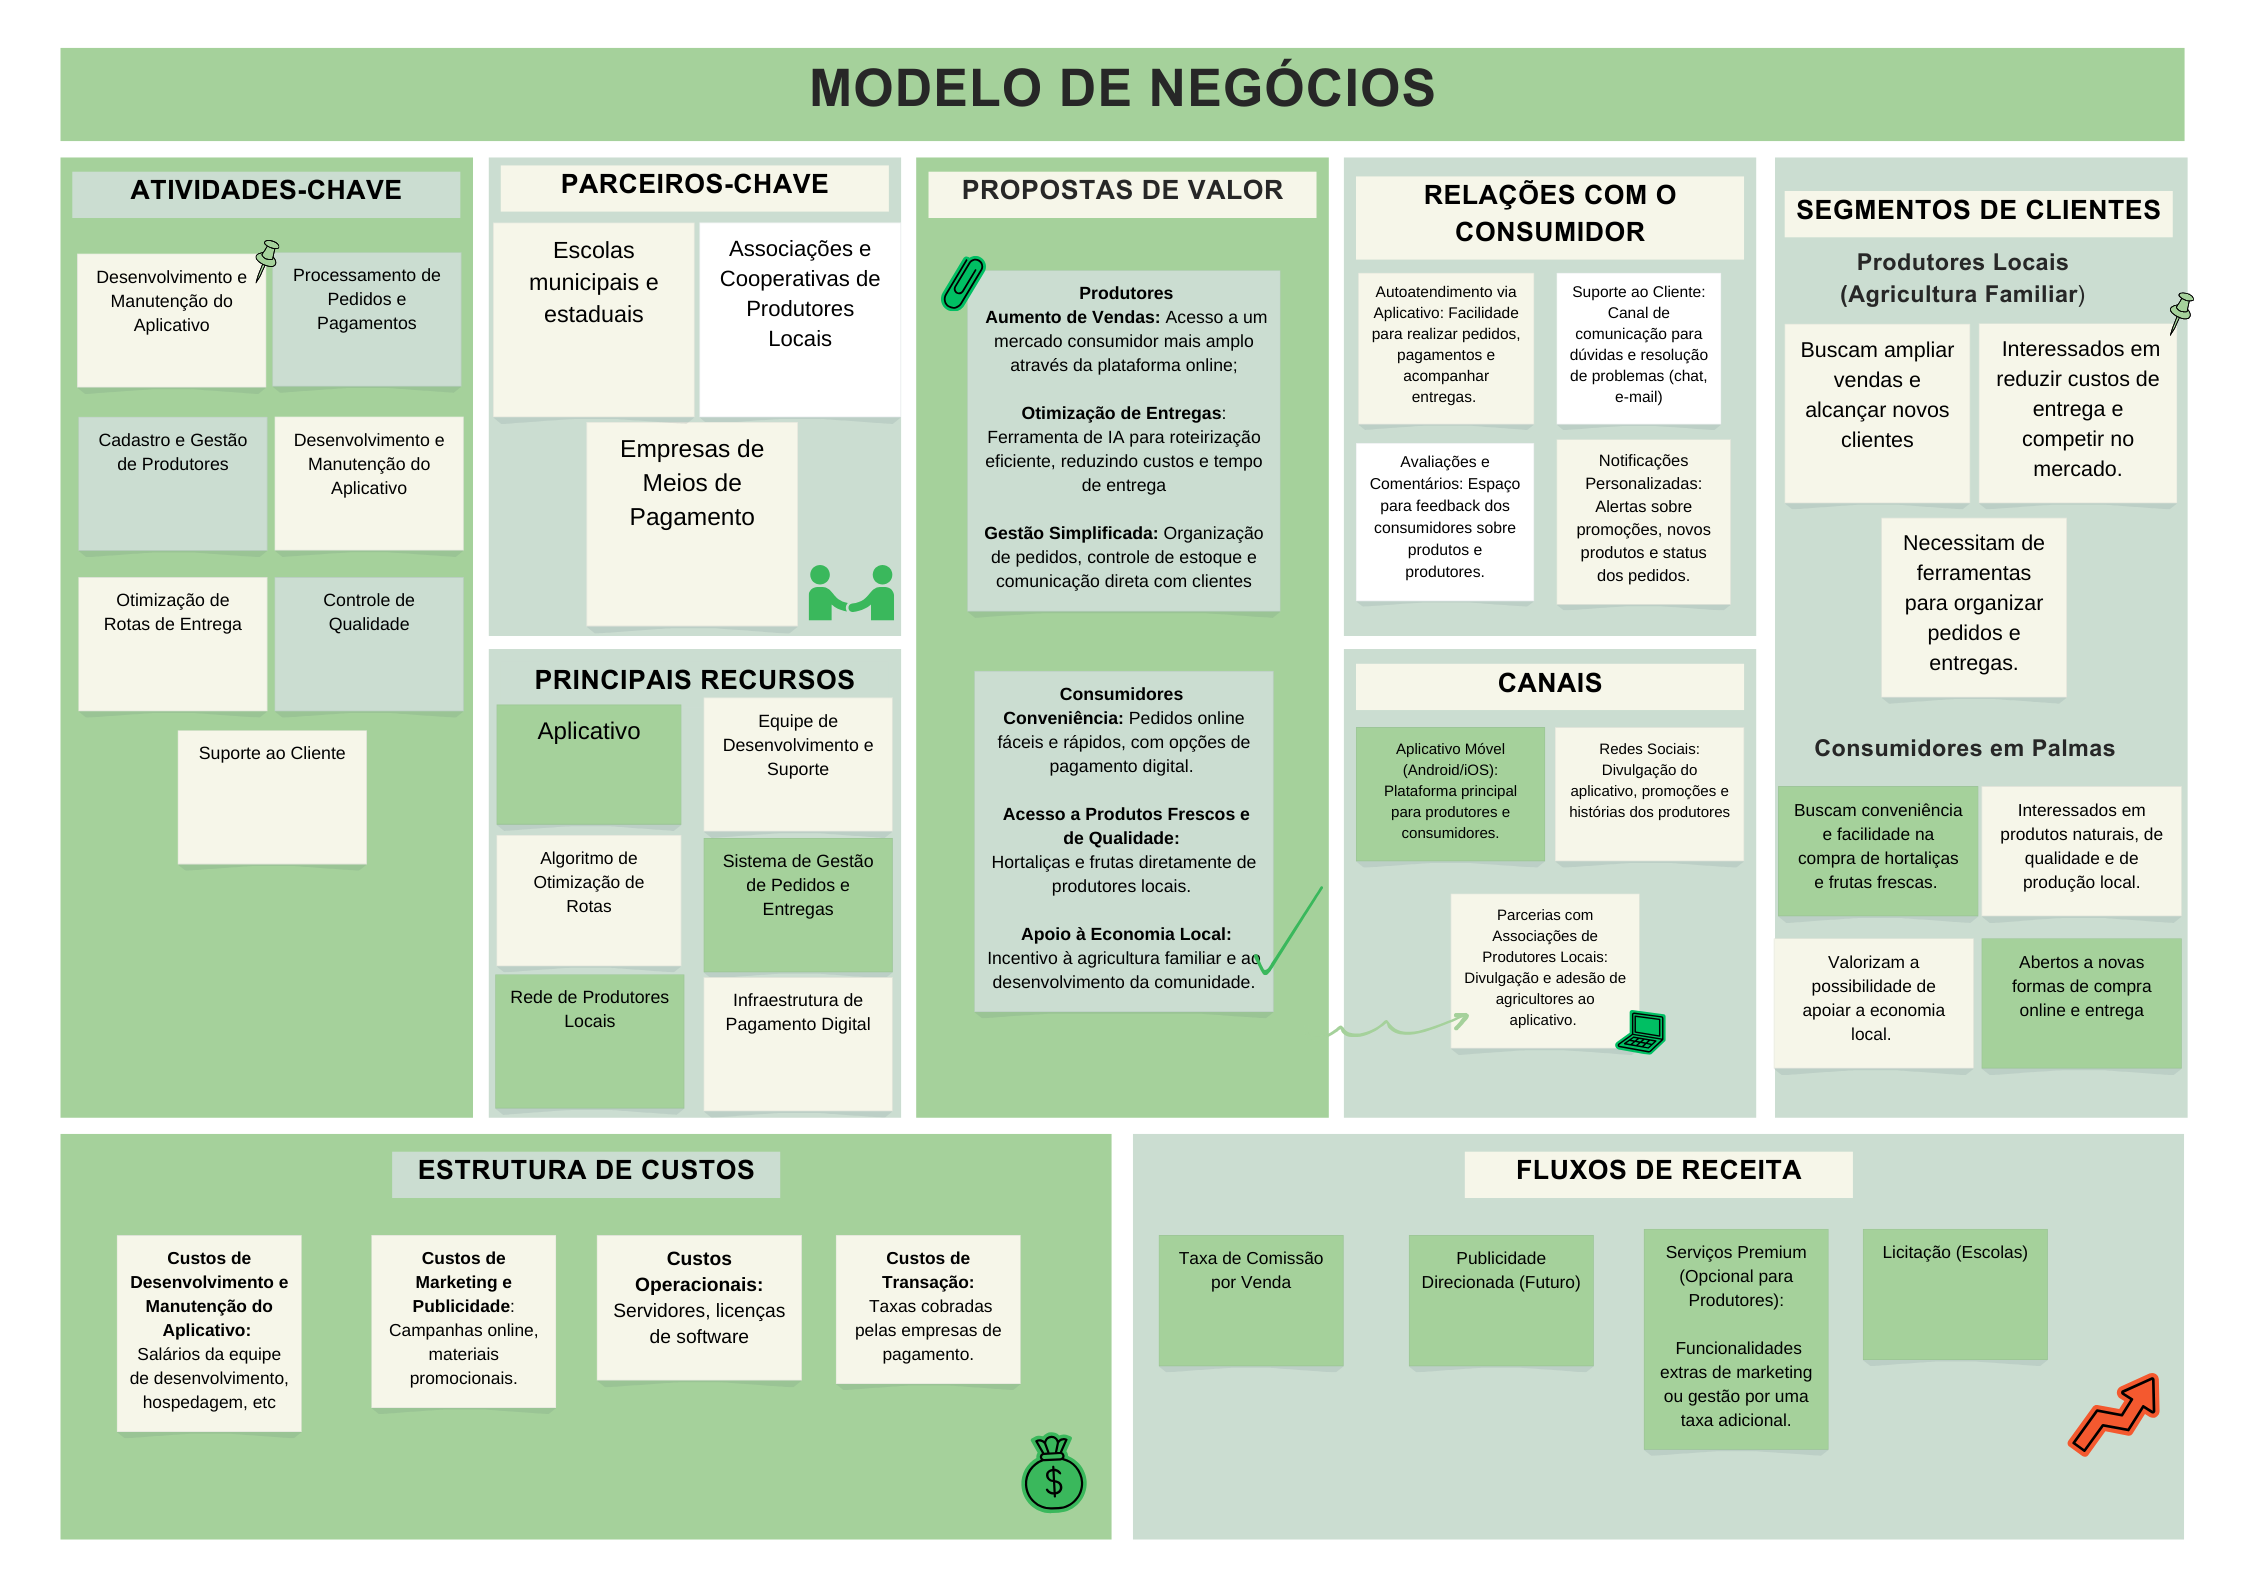 MODELO DE NEGÓCIOS
ATIVIDADES-CHAVE
Desenvolvimento e
Manutenção do
Aplicativo
Processamento de
Pedidos e
Pagamentos
Cadastro e Gestão
de Produtores
Desenvolvimento e
Manutenção do
Aplicativo
Otimização de
Rotas de Entrega
Controle de
Qualidade
Suporte ao Cliente
PARCEIROS-CHAVE
Escolas
municipais e
estaduais
Associações e
Cooperativas de
Produtores
Locais
Empresas de
Meios de
Pagamento
PRINCIPAIS RECURSOS
Aplicativo
Equipe de
Desenvolvimento e
Suporte
Algoritmo de
Otimização de
Rotas
Sistema de Gestão
de Pedidos e
Entregas
Rede de Produtores
Locais
Infraestrutura de
Pagamento Digital
PROPOSTAS DE VALOR
Produtores
Aumento de Vendas: Acesso a um
mercado consumidor mais amplo
através da plataforma online;
Otimização de Entregas:
Ferramenta de IA para roteirização
eficiente, reduzindo custos e tempo
de entrega
Gestão Simplificada: Organização
de pedidos, controle de estoque e
comunicação direta com clientes
Consumidores
Conveniência: Pedidos online
fáceis e rápidos, com opções de
pagamento digital.
Acesso a Produtos Frescos e
de Qualidade:
Hortaliças e frutas diretamente de
produtores locais.
Apoio à Economia Local:
Incentivo à agricultura familiar e ao
desenvolvimento da comunidade.
RELAÇÕES COM O
CONSUMIDOR
Autoatendimento via
Aplicativo: Facilidade
para realizar pedidos,
pagamentos e
acompanhar
entregas.
Suporte ao Cliente:
Canal de
comunicação para
dúvidas e resolução
de problemas (chat,
e-mail)
Avaliações e
Comentários: Espaço
para feedback dos
consumidores sobre
produtos e
produtores.
Notificações
Personalizadas:
Alertas sobre
promoções, novos
produtos e status
dos pedidos.
CANAIS
Aplicativo Móvel
(Android/iOS):
Plataforma principal
para produtores e
consumidores.
Redes Sociais:
Divulgação do
aplicativo, promoções e
histórias dos produtores
Parcerias com
Associações de
Produtores Locais:
Divulgação e adesão de
agricultores ao
aplicativo.
SEGMENTOS DE CLIENTES
Produtores Locais
(Agricultura Familiar)
Buscam ampliar
vendas e
alcançar novos
clientes
Interessados em
reduzir custos de
entrega e
competir no
mercado.
Necessitam de
ferramentas
para organizar
pedidos e
entregas.
Consumidores em Palmas
Buscam conveniência
e facilidade na
compra de hortaliças
e frutas frescas.
Interessados em
produtos naturais, de
qualidade e de
produção local.
Valorizam a
possibilidade de
apoiar a economia
local.
Abertos a novas
formas de compra
online e entrega
ESTRUTURA DE CUSTOS
Custos de
Desenvolvimento e
Manutenção do
Aplicativo:
Salários da equipe
de desenvolvimento,
hospedagem, etc
Custos de
Marketing e
Publicidade:
Campanhas online,
materiais
promocionais.
Custos
Operacionais:
Servidores, licenças
de software
Custos de
Transação:
Taxas cobradas
pelas empresas de
pagamento.
$
FLUXOS DE RECEITA
Taxa de Comissão
por Venda
Publicidade
Direcionada (Futuro)
Serviços Premium
(Opcional para
Produtores):
Funcionalidades
extras de marketing
ou gestão por uma
taxa adicional.
Licitação (Escolas)